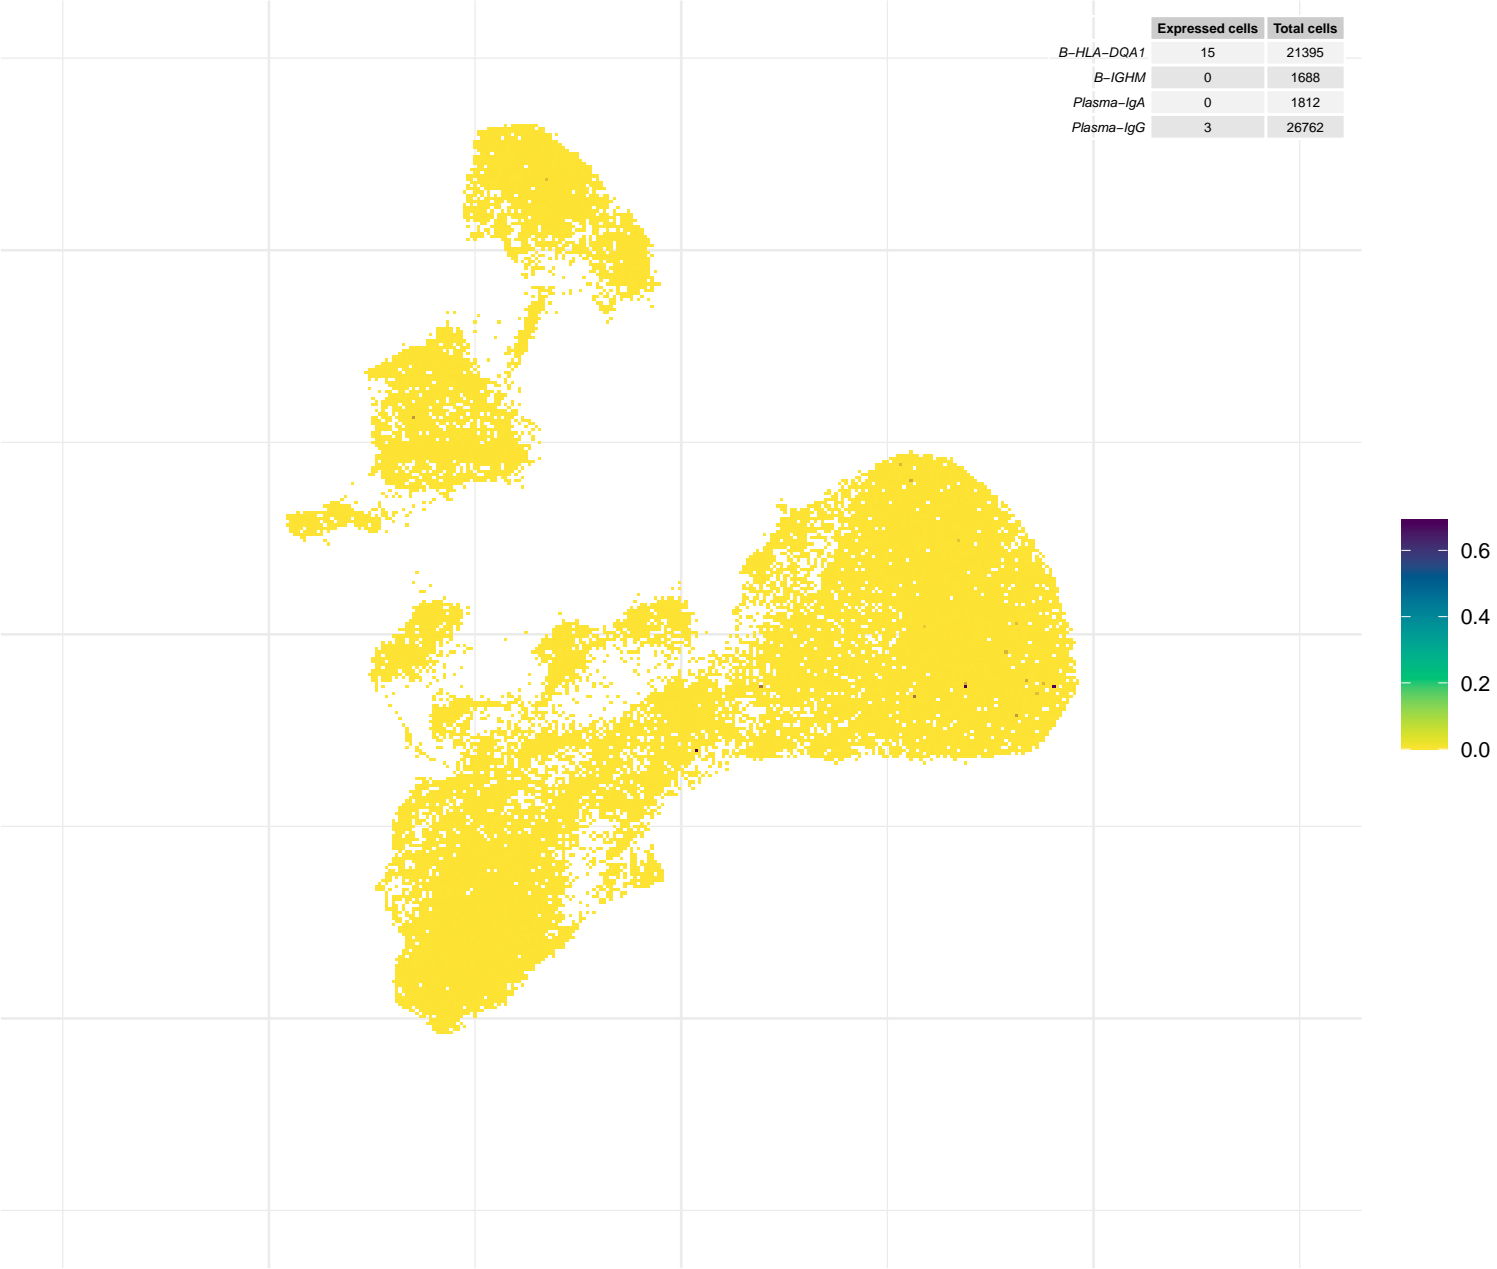 Expressed cells Total cells
B−HLA−DQA1 15 21395
B−IGHM 0 1688
Plasma−IgA 0 1812
Plasma−IgG 3 26762
0.6
0.4
0.2
0.0